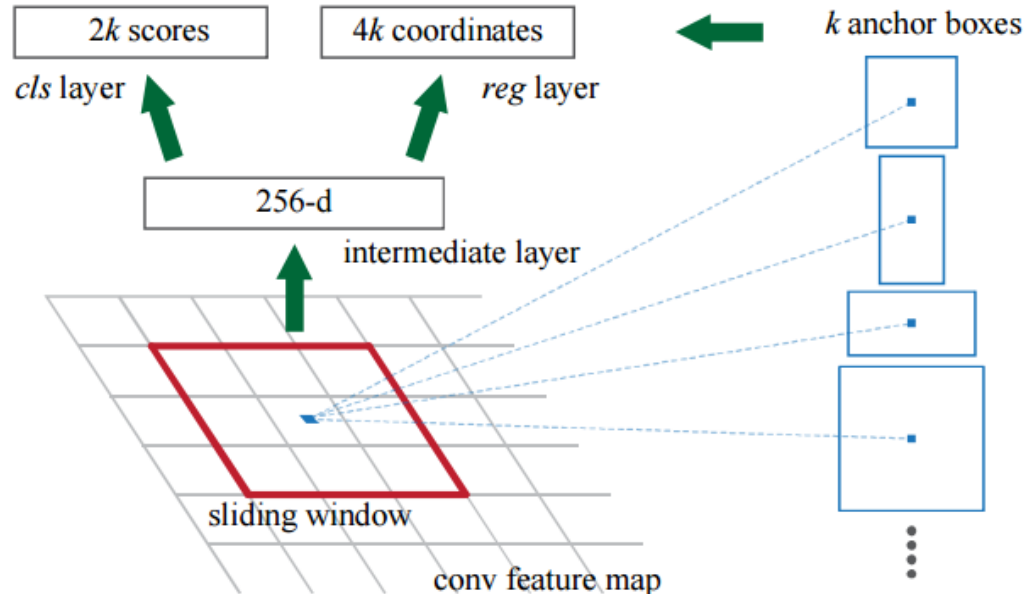 2k scores
4k coordinates
k anchor boxes
cls layer
reg layer
256-d
intermediate layer
sliding window
conv feature map